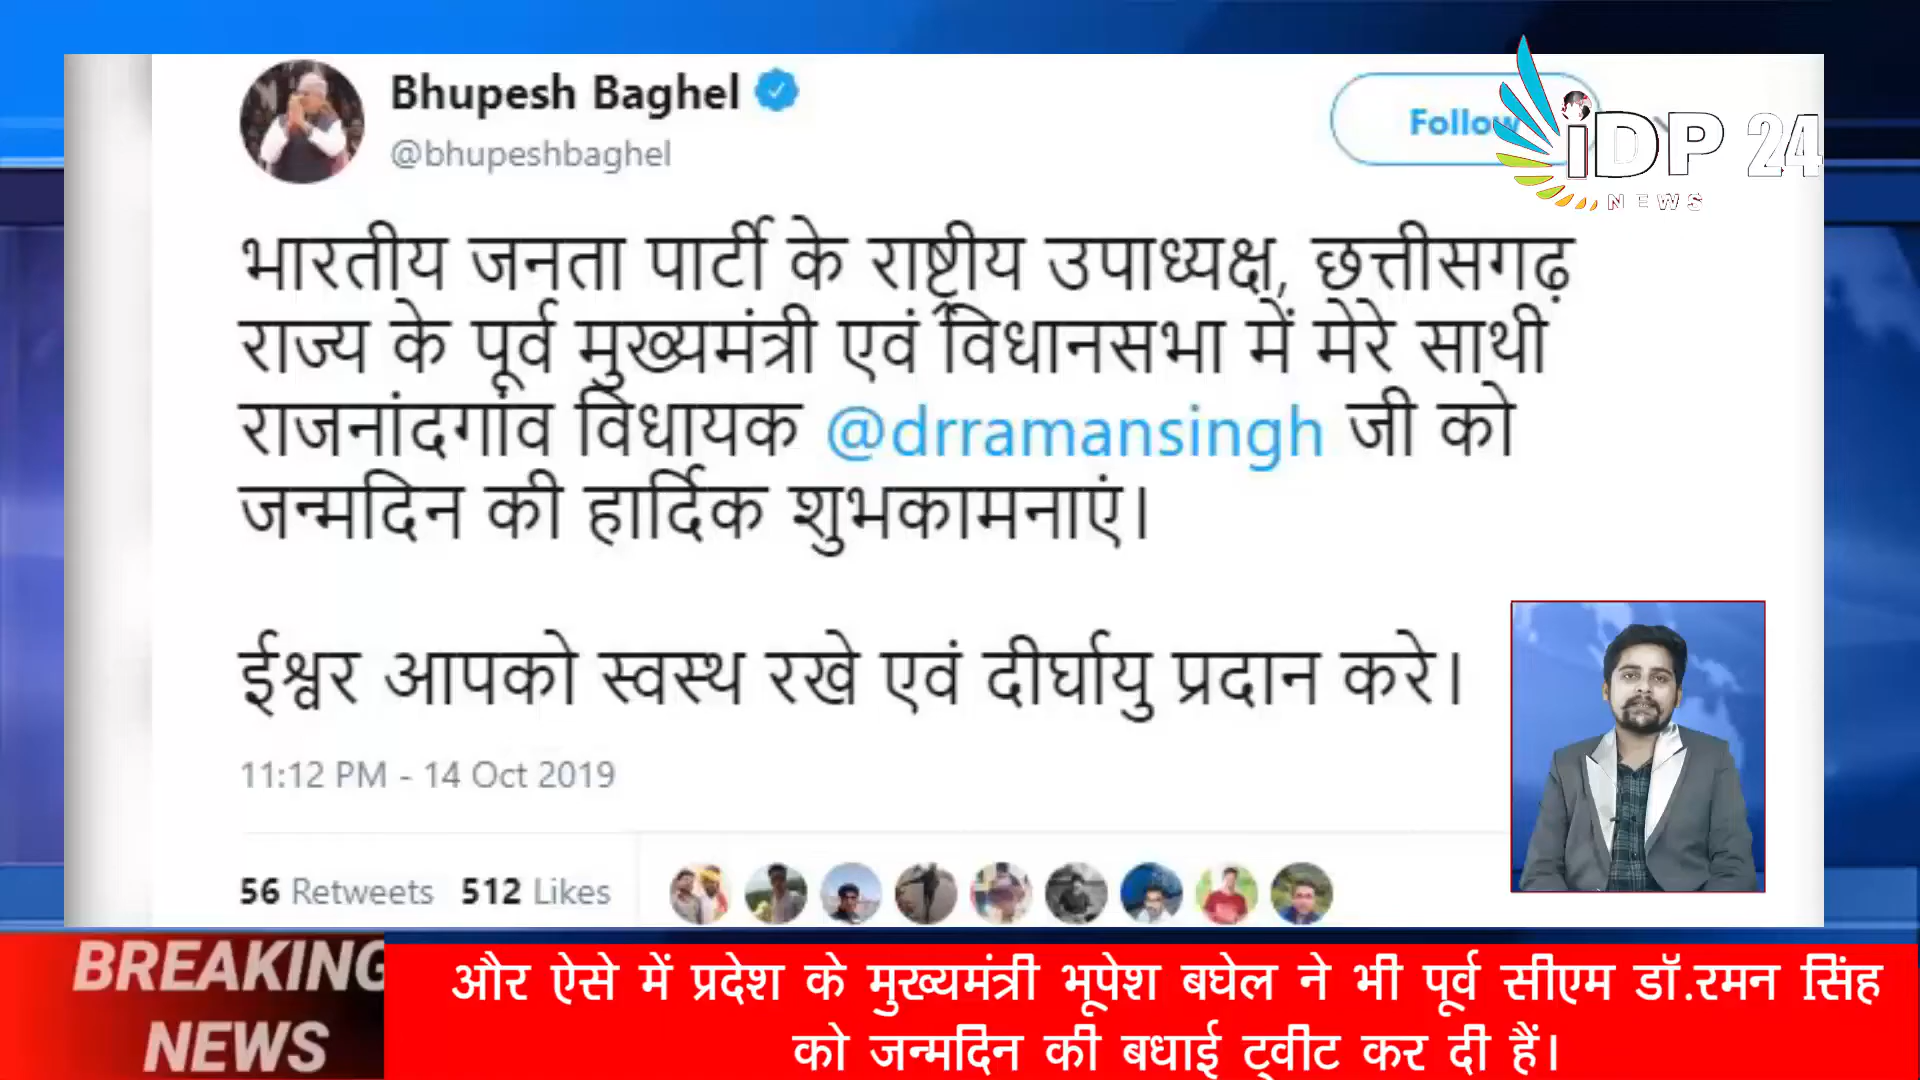 Bhupesh Baghel
@bhupeshbaghel
Follow
iDP 24
NEWS
भारतीय जनता पार्टी के राष्ट्रीय उपाध्यक्ष, छत्तीसगढ़
राज्य के पूर्व मुख्यमंत्री एवं विधानसभा में मेरे साथी
राजनांदगांव विधायक @drramansingh जी को
जन्मदिन की हार्दिक शुभकामनाएं।
ईश्वर आपको स्वस्थ रखे एवं दीर्घायु प्रदान करे।
11:12 PM - 14 Oct 2019
56 Retweets 512 Likes
BREAKING
NEWS
और ऐसे में प्रदेश के मुख्यमंत्री भूपेश बघेल ने भी पूर्व सीएम डॉ.रमन सिंह
को जन्मदिन की बधाई ट्वीट कर दी हैं।